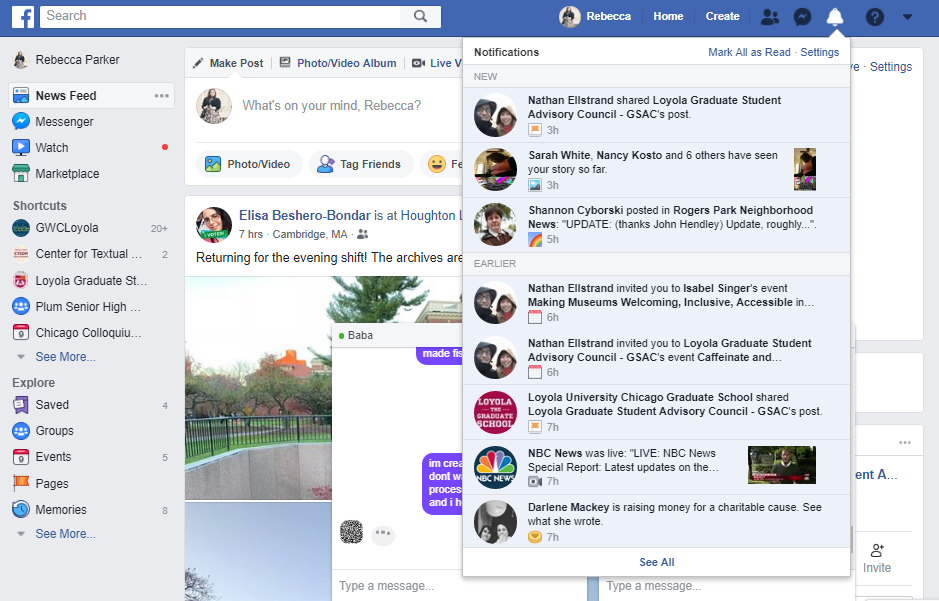 Search
Rebecca
Home
Create
Rebecca Parker
News Feed
Messenger
Watch
Marketplace
Shortcuts
GWCLoyola 20+
Center for Textual ... 2
Loyola Graduate St...
Plum Senior High ...
Chicago Colloquiu...
See More...
Explore
Saved 4
Groups
Events 5
Pages
Memories 8
See More...
Make Post
Photo/Video Album
Live V
What's on your mind, Rebecca?
Photo/Video
Tag Friends
Fe
Elisa Beshero-Bondar is at Houghton L
7 hrs · Cambridge, MA ·
Returning for the evening shift! The archives are
Baba
made fis
im crea
dont wa
proces
and i h
Type a message...
Notifications
Mark All as Read · Settings
NEW
Nathan Ellstrand shared Loyola Graduate Student
Advisory Council - GSAC's post.
3h
Sarah White, Nancy Kosto and 6 others have seen
your story so far.
3h
Shannon Cyborski posted in Rogers Park Neighborhood
News: "UPDATE: (thanks John Hendley) Update, roughly...".
5h
EARLIER
Nathan Ellstrand invited you to Isabel Singer's event
Making Museums Welcoming, Inclusive, Accessible in…
6h
Nathan Ellstrand invited you to Loyola Graduate Student
Advisory Council - GSAC's event Caffeinate and…
6h
LOYOLA
THE
GRADUATE
SCHOOL
Loyola University Chicago Graduate School shared
Loyola Graduate Student Advisory Council - GSAC's post.
7h
NBC NEWS
NBC News was live: "LIVE: NBC News
Special Report: Latest updates on the…
7h
Darlene Mackey is raising money for a charitable cause. See
what she wrote.
7h
See All
ve · Settings
ent A...
Invite
Type a message...